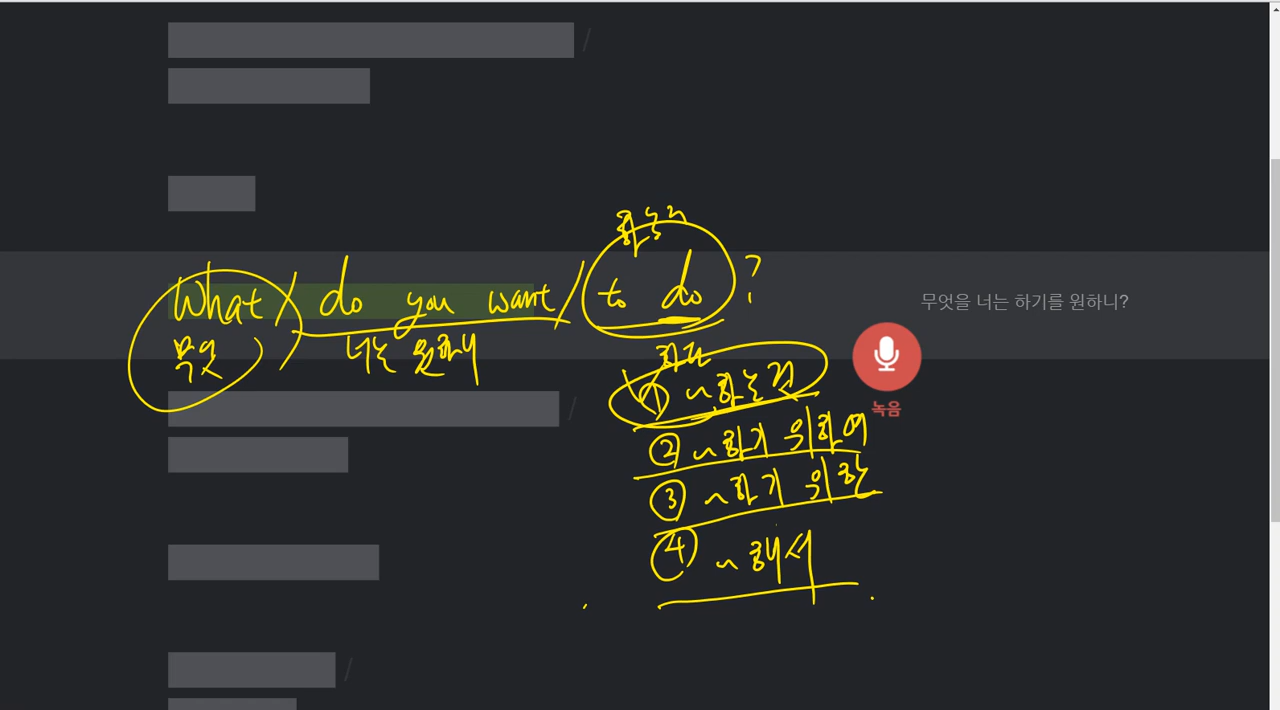 What / do you want / to do ?
무엇을 너는 하기를 원하니?
무엇 너는 원하니
하다
① ~하는 것
녹음
② ~하기 위하여
③ ~하기 위한
④ ~해서